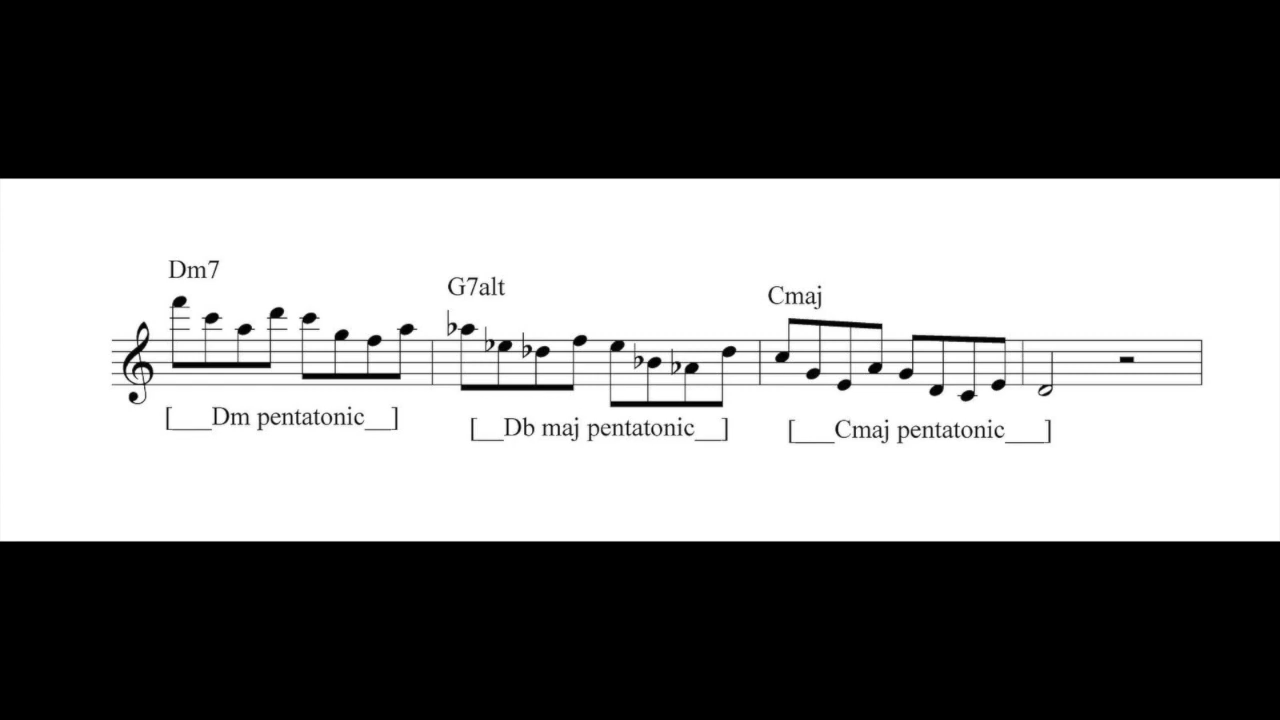 Dm7
G7alt
Cmaj
[___Dm pentatonic__]
[__Db maj pentatonic__]
[___Cmaj pentatonic___]